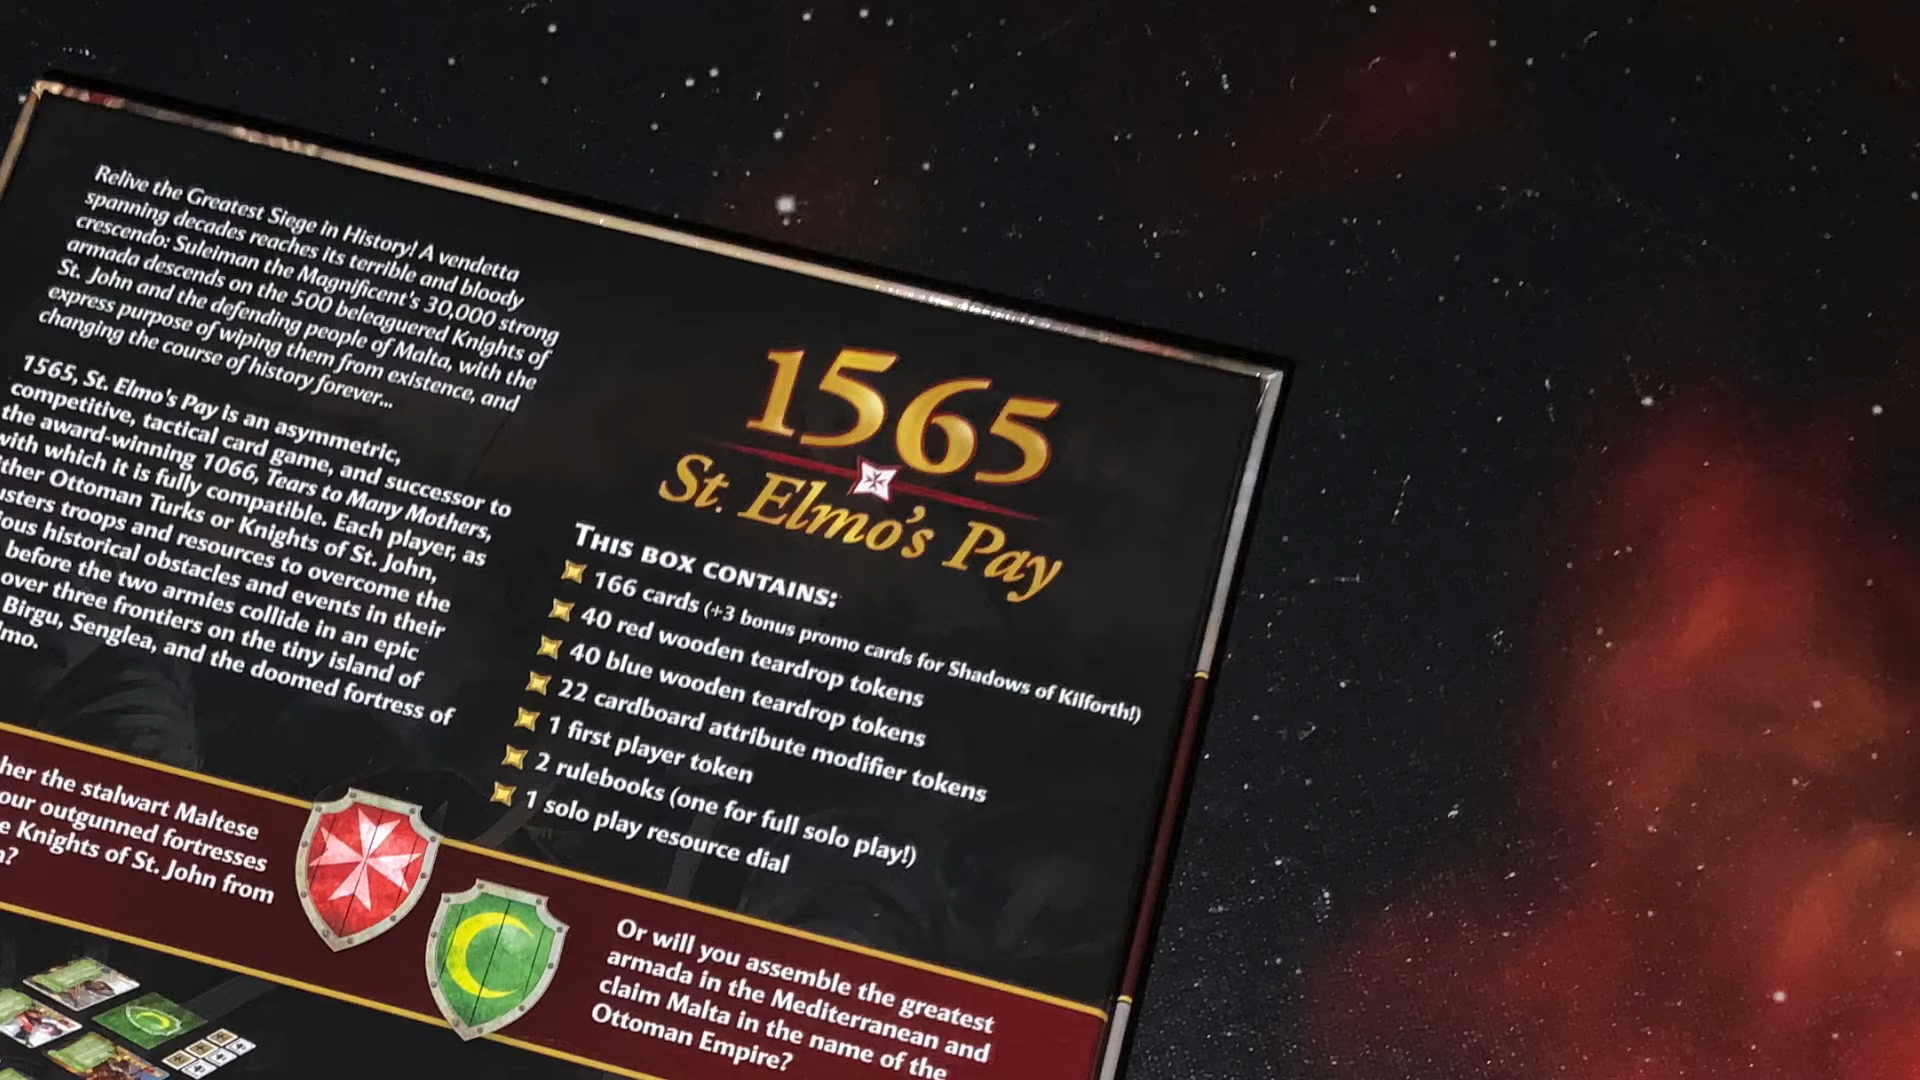 Relive the Greatest Siege in History! A vendetta
spanning decades reaches its terrible and bloody
crescendo: Suleiman the Magnificent's 30,000 strong
armada descends on the 500 beleaguered Knights of
St. John and the defending people of Malta, with the
express purpose of wiping them from existence, and
changing the course of history forever...
1565, St. Elmo's Pay is an asymmetric,
competitive, tactical card game, and successor to
the award-winning 1066, Tears to Many Mothers,
with which it is fully compatible. Each player, as
ither Ottoman Turks or Knights of St. John,
usters troops and resources to overcome the
ious historical obstacles and events in their
before the two armies collide in an epic
over three frontiers on the tiny island of
Birgu, Senglea, and the doomed fortress of
lmo.
1565
St. Elmo's Pay
THIS BOX CONTAINS:
166 cards (+3 bonus promo cards for Shadows of Kilforth!)
40 red wooden teardrop tokens
40 blue wooden teardrop tokens
22 cardboard attribute modifier tokens
1 first player token
2 rulebooks (one for full solo play!)
1 solo play resource dial
her the stalwart Maltese
our outgunned fortresses
e Knights of St. John from
?
Or will you assemble the greatest
armada in the Mediterranean and
claim Malta in the name of the
Ottoman Empire?